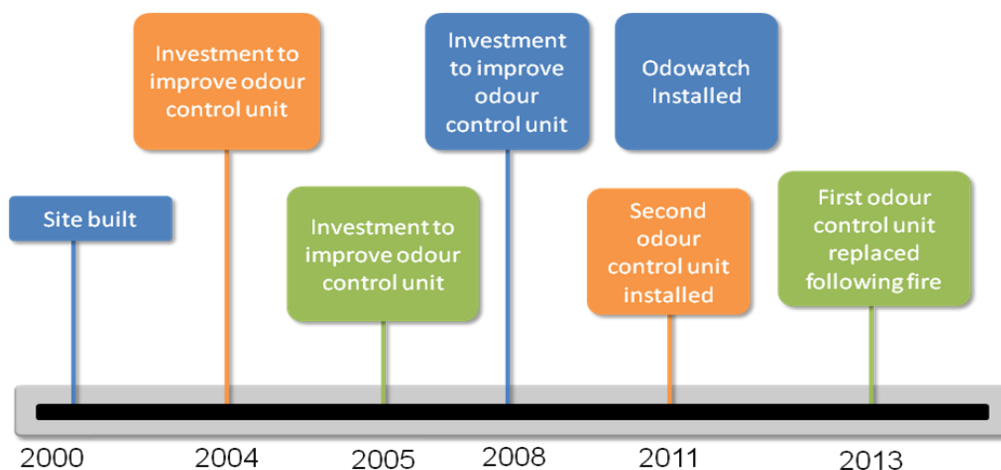 Site built
Investment to
improve odour
control unit
Investment to
improve odour
control unit
Investment
to improve
odour
control unit
Odowatch
Installed
Second
odour
control unit
installed
First odour
control unit
replaced
following fire
2000
2004
2005
2008
2011
2013